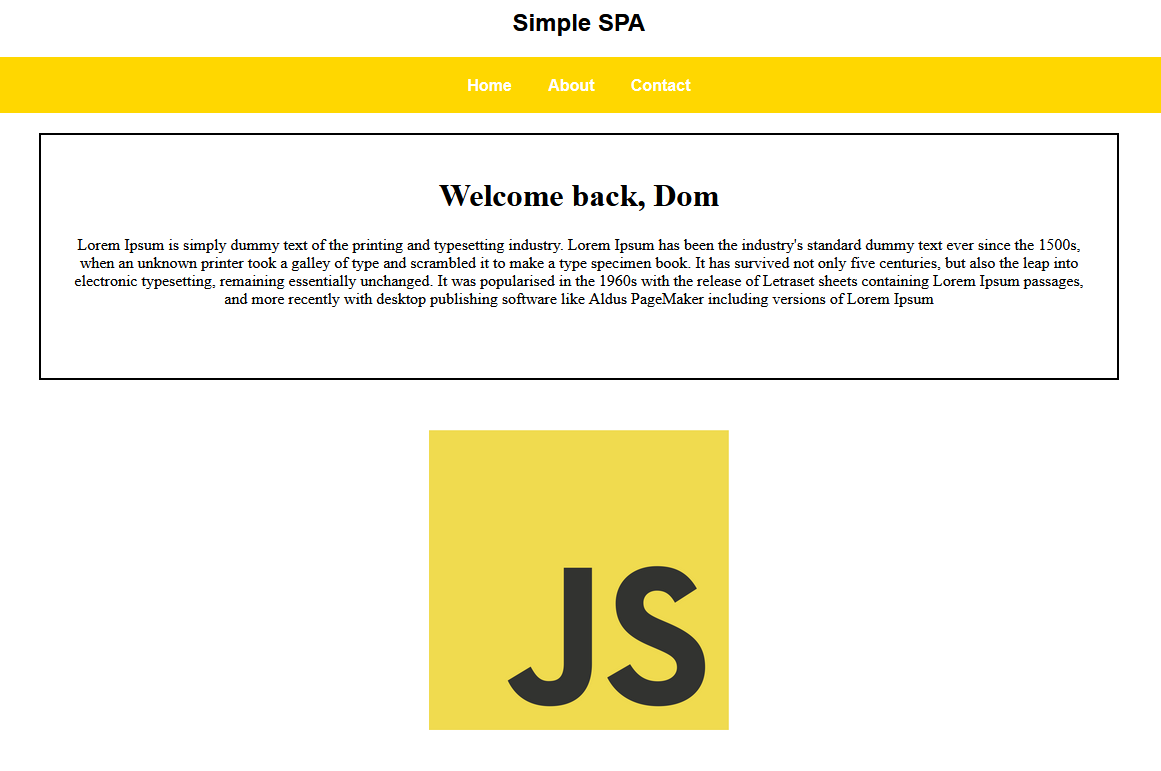 Simple SPA
Home About Contact
Welcome back, Dom
Lorem Ipsum is simply dummy text of the printing and typesetting industry. Lorem Ipsum has been the industry's standard dummy text ever since the 1500s,
when an unknown printer took a galley of type and scrambled it to make a type specimen book. It has survived not only five centuries, but also the leap into
electronic typesetting, remaining essentially unchanged. It was popularised in the 1960s with the release of Letraset sheets containing Lorem Ipsum passages,
and more recently with desktop publishing software like Aldus PageMaker including versions of Lorem Ipsum
JS